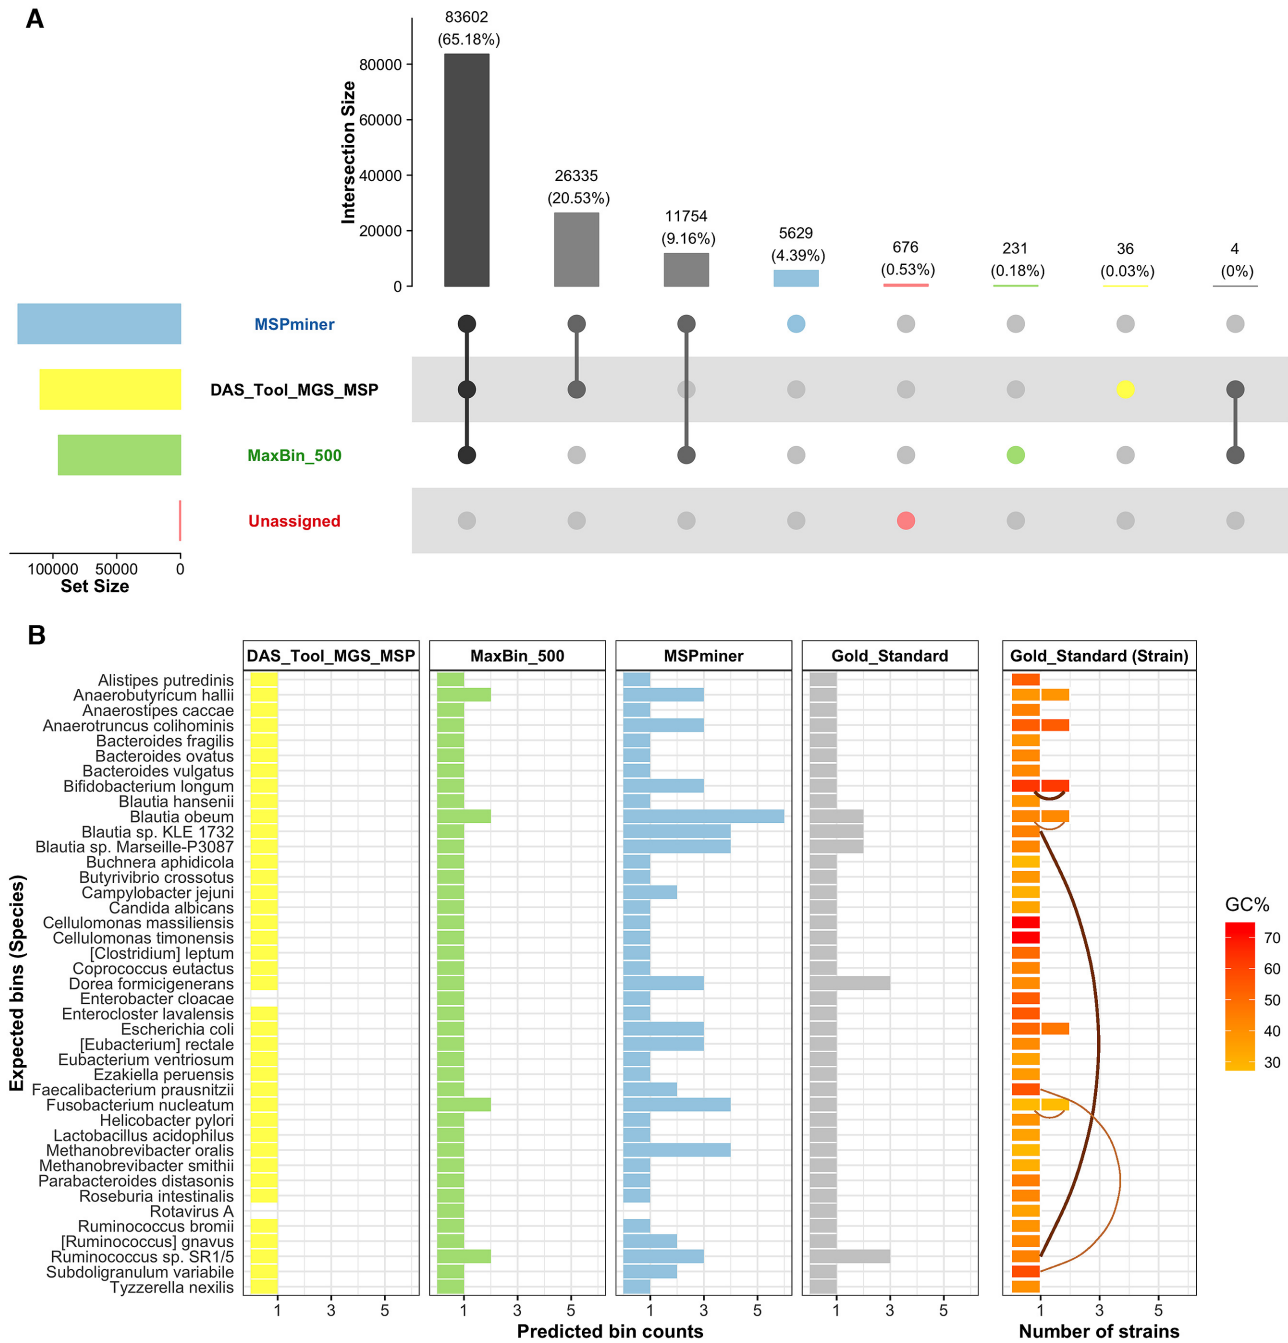 A
83602
(65.18%)
26335
(20.53%)
11754
(9.16%)
5629
(4.39%)
676
(0.53%)
231
(0.18%)
36
(0.03%)
4
(0%)
Intersection Size
80000
60000
40000
20000
0
MSPminer
DAS_Tool_MGS_MSP
MaxBin_500
Unassigned
100000 50000 0
Set Size
B
DAS_Tool_MGS_MSP MaxBin_500 MSPminer Gold_Standard Gold_Standard (Strain)
Expected bins (Species)
Alistipes putredinis
Anaerobutyricum hallii
Anaerostipes caccae
Anaerotruncus colihominis
Bacteroides fragilis
Bacteroides ovatus
Bacteroides vulgatus
Bifidobacterium longum
Blautia hansenii
Blautia obeum
Blautia sp. KLE 1732
Blautia sp. Marseille-P3087
Buchnera aphidicola
Butyrivibrio crossotus
Campylobacter jejuni
Candida albicans
Cellulomonas massiliensis
Cellulomonas timonensis
[Clostridium] leptum
Coprococcus eutactus
Dorea formicigenerans
Enterobacter cloacae
Enterocloster lavalensis
Escherichia coli
[Eubacterium] rectale
Eubacterium ventriosum
Ezakiella peruensis
Faecalibacterium prausnitzii
Fusobacterium nucleatum
Helicobacter pylori
Lactobacillus acidophilus
Methanobrevibacter oralis
Methanobrevibacter smithii
Parabacteroides distasonis
Roseburia intestinalis
Rotavirus A
Ruminococcus bromii
[Ruminococcus] gnavus
Ruminococcus sp. SR1/5
Subdoligranulum variabile
Tyzzerella nexilis
1 3 5 1 3 5 1 3 5 1 3 5 1 3 5
Predicted bin counts Number of strains
GC%
70
60
50
40
30